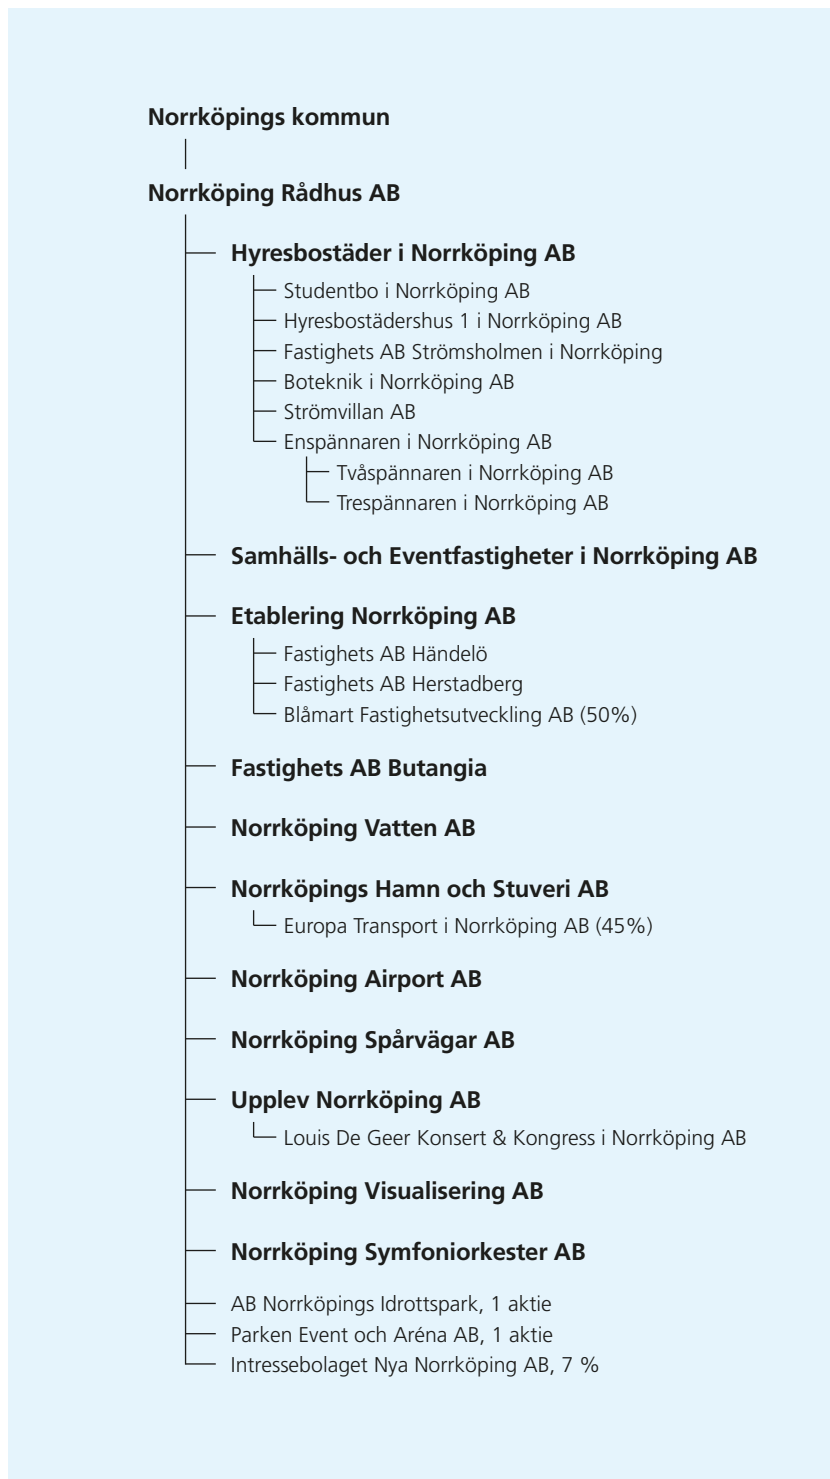 Norrköpings kommun
Norrköping Rådhus AB
Hyresbostäder i Norrköping AB
Studentbo i Norrköping AB
Hyresbostädershus 1 i Norrköping AB
Fastighets AB Strömsholmen i Norrköping
Boteknik i Norrköping AB
Strömvillan AB
Enspännaren i Norrköping AB
Tvåspännaren i Norrköping AB
Trespännaren i Norrköping AB
Samhälls- och Eventfastigheter i Norrköping AB
Etablering Norrköping AB
Fastighets AB Händelö
Fastighets AB Herstadberg
Blåmart Fastighetsutveckling AB (50%)
Fastighets AB Butangia
Norrköping Vatten AB
Norrköpings Hamn och Stuveri AB
Europa Transport i Norrköping AB (45%)
Norrköping Airport AB
Norrköping Spårvägar AB
Upplev Norrköping AB
Louis De Geer Konsert & Kongress i Norrköping AB
Norrköping Visualisering AB
Norrköping Symfoniorkester AB
AB Norrköpings Idrottspark, 1 aktie
Parken Event och Aréna AB, 1 aktie
Intressebolaget Nya Norrköping AB, 7 %